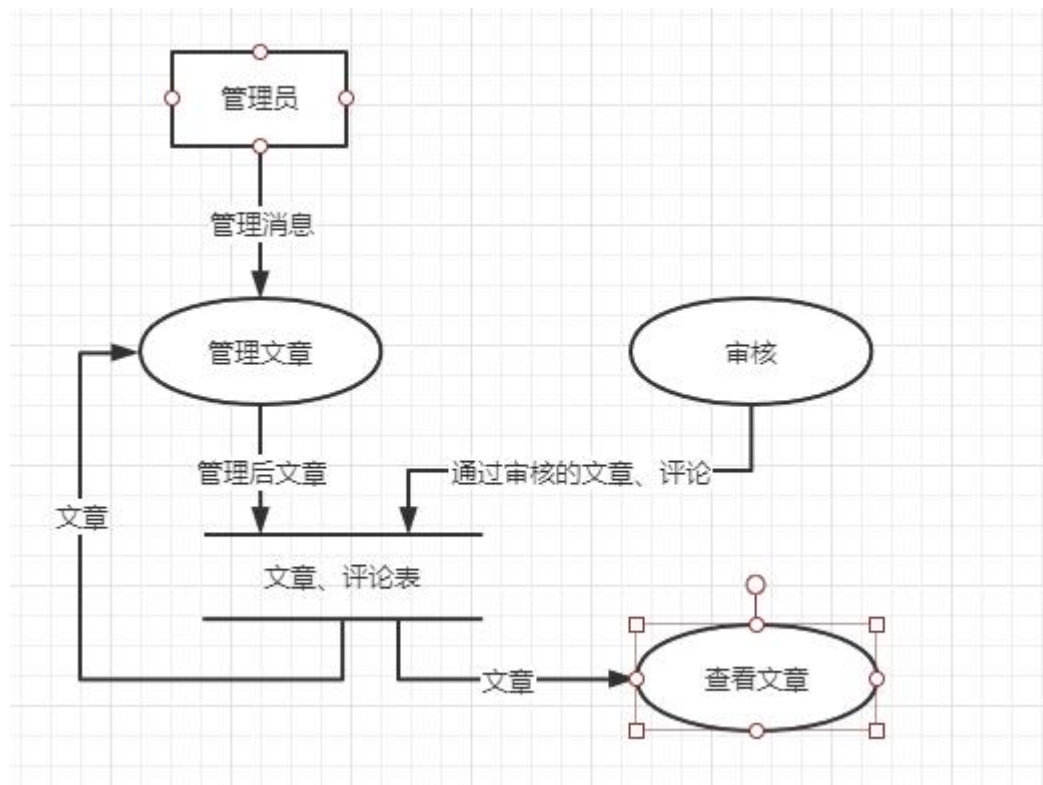 管理员
管理消息
管理文章
审核
管理后文章
通过审核的文章、评论
文章
文章、评论表
文章
查看文章